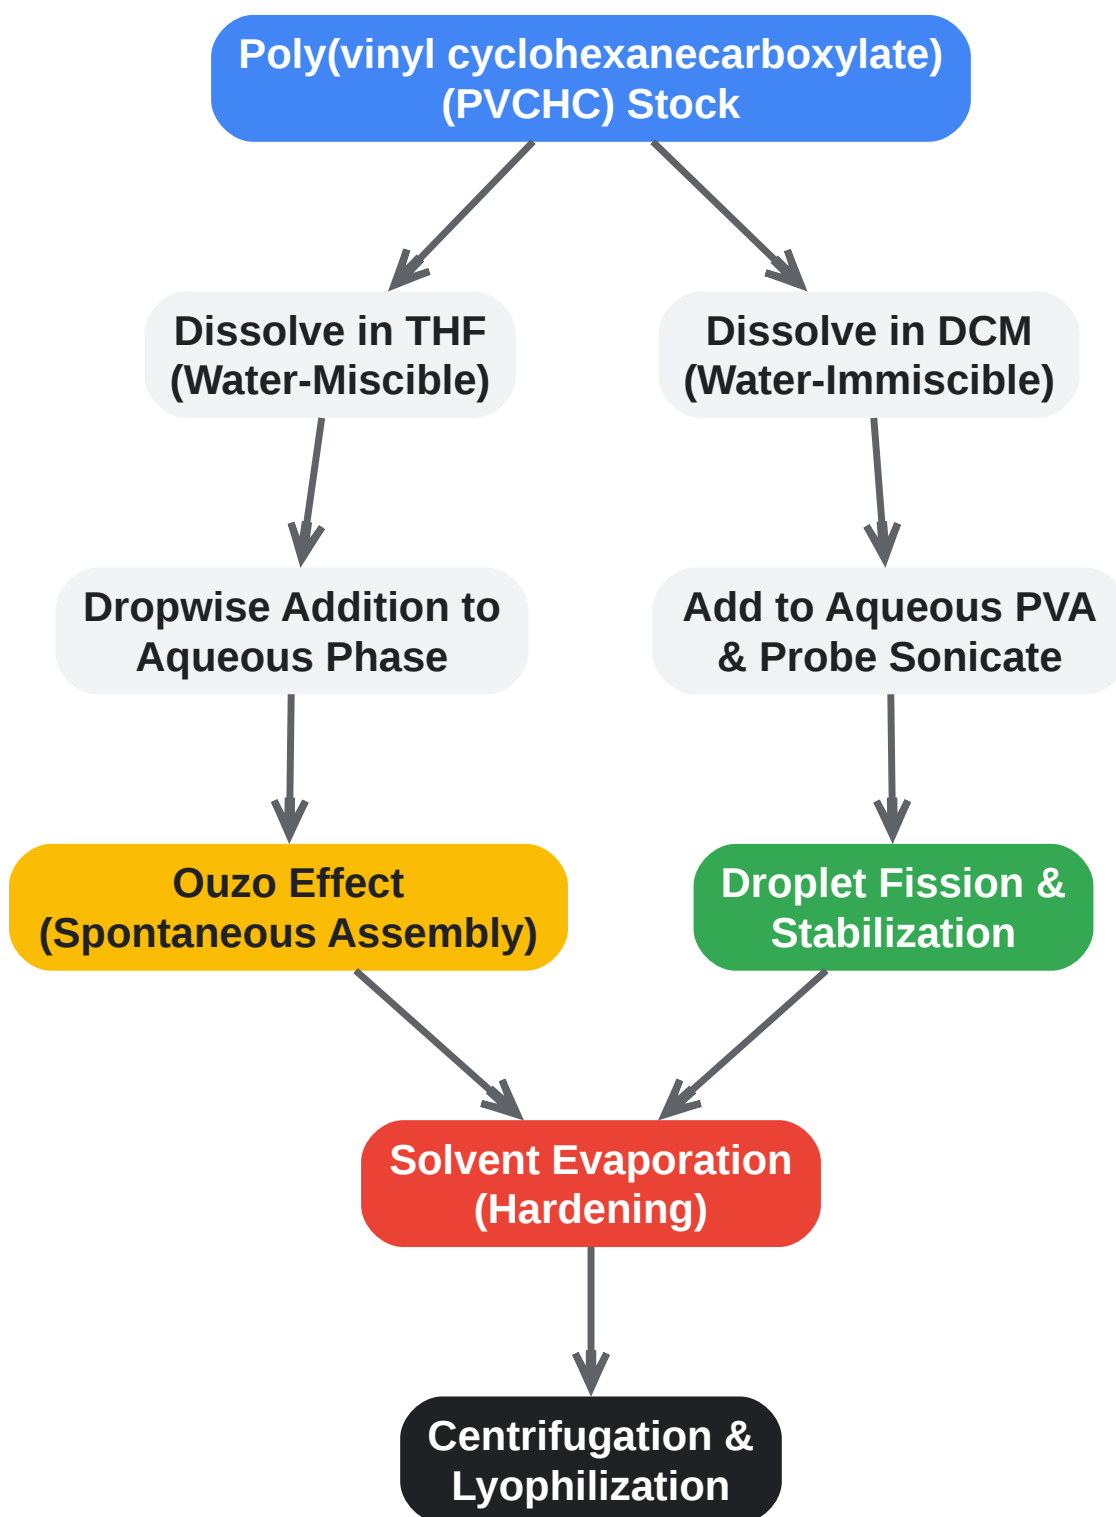 Poly(vinyl cyclohexanecarboxylate)
(PVCHC) Stock
Dissolve in THF
(Water-Miscible)
Dissolve in DCM
(Water-Immiscible)
Dropwise Addition to
Aqueous Phase
Add to Aqueous PVA
& Probe Sonicate
Ouzo Effect
(Spontaneous Assembly)
Droplet Fission &
Stabilization
Solvent Evaporation
(Hardening)
Centrifugation &
Lyophilization